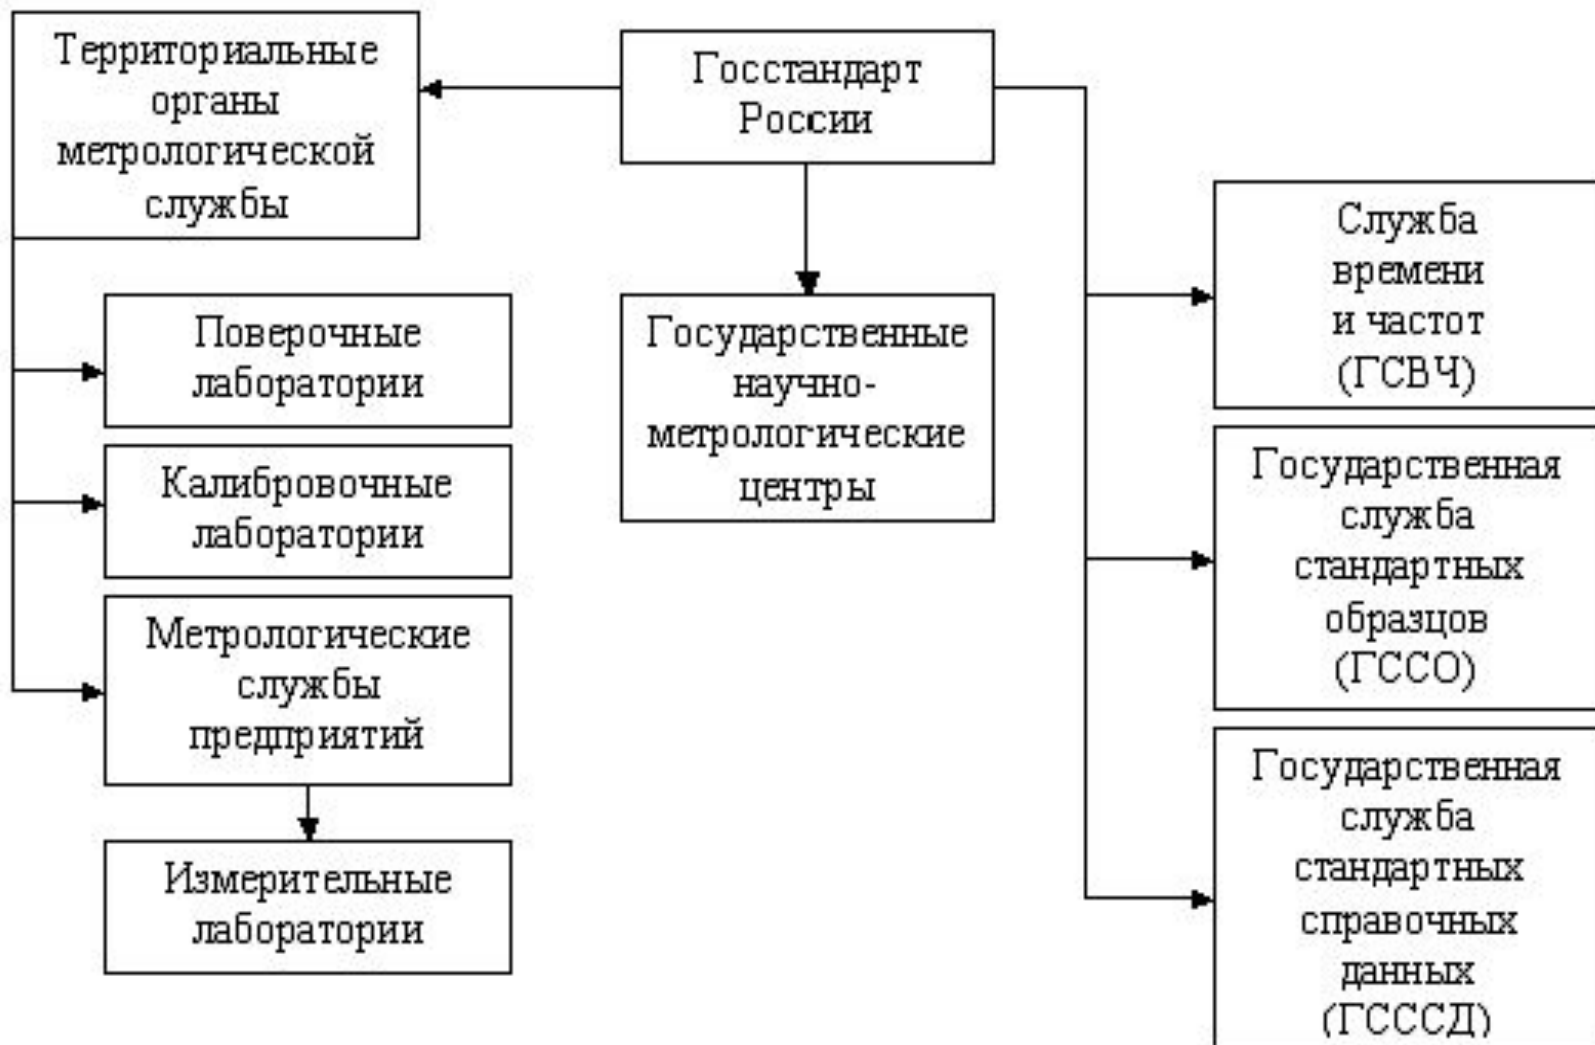 Территориальные
органы
метрологической
службы
Госстандарт
России
Поверочные
лаборатории
Калибровочные
лаборатории
Метрологические
службы
предприятий
Измерительные
лаборатории
Государственные
научно-
метрологические
центры
Служба
времени
и частот
(ГСВЧ)
Государственная
служба
стандартных
образцов
(ГССО)
Государственная
служба
стандартных
справочных
данных
(ГСССД)